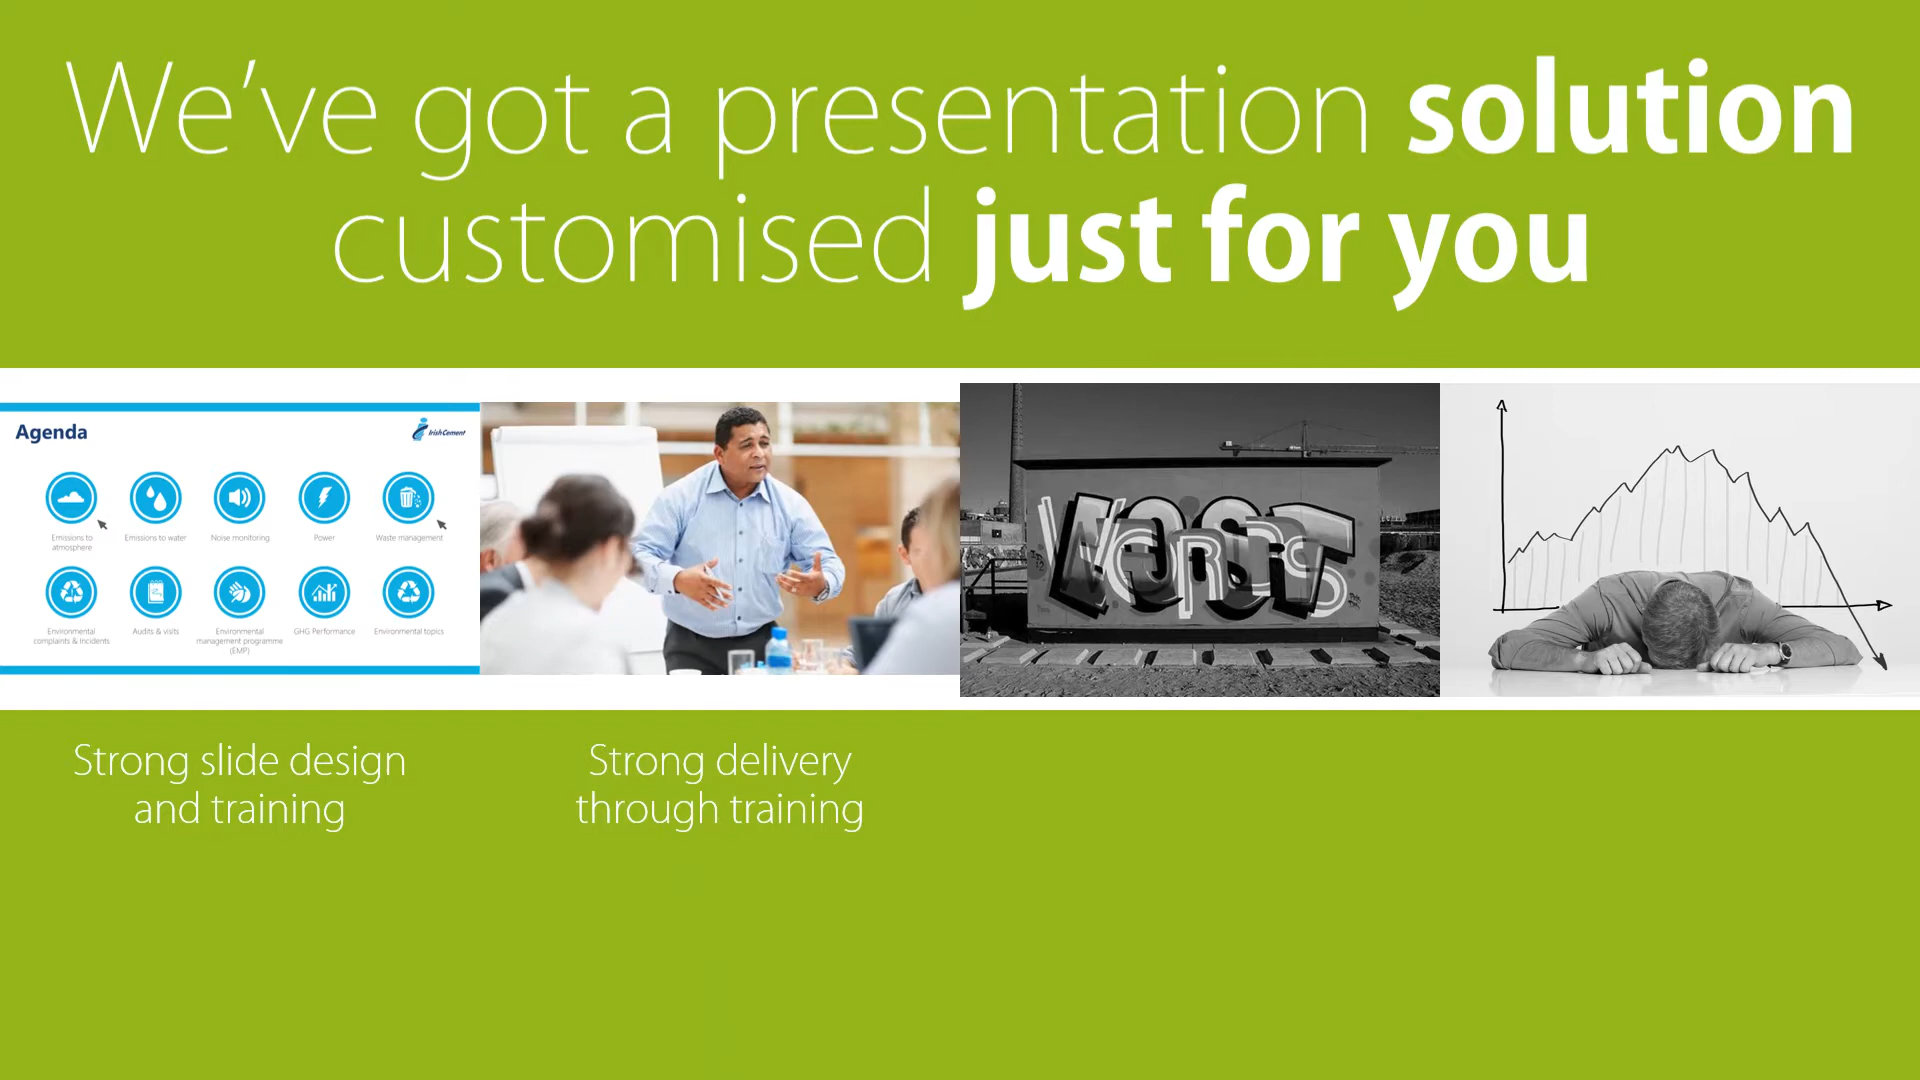 We've got a presentation solution
customised just for you
Agenda
IrishCement
Emissions to
atmosphere
Emissions to water
Noise monitoring
Power
Waste management
Environmental
complaints & Incidents
Audits & visits
Environmental
management programme
(EMP)
GHG Performance
Environmental topics
Strong slide design
and training
Strong delivery
through training